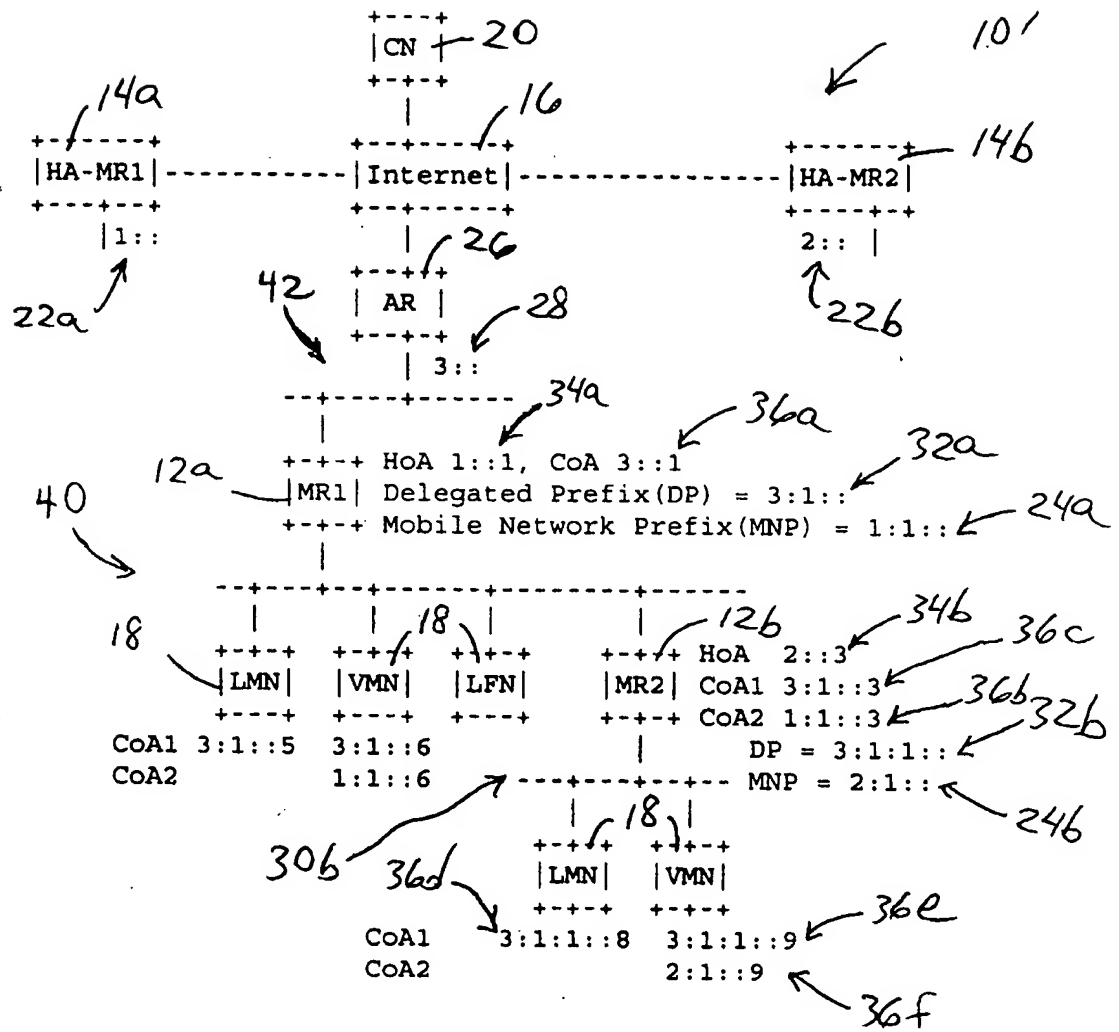 CN 20
10'
14a 16 14b
HA-MR1 Internet HA-MR2
1:: 2::
26
42 AR 28
22a 22b
3::
34a
36a
HoA 1::1, CoA 3::1 32a
12a MR1 Delegated Prefix(DP) = 3:1::
40 Mobile Network Prefix(MNP) = 1:1:: 24a
18 18 12b 34b
HoA 2::3 36c
LMN VMN LFN MR2 CoA1 3:1::3 36b
CoA2 1:1::3 32b
CoA1 3:1::5 3:1::6 DP = 3:1:1::
CoA2 1:1::6 MNP = 2:1::
18 24b
30b 36d LMN VMN
36e
CoA1 3:1:1::8 3:1:1::9
CoA2 2:1::9
36f